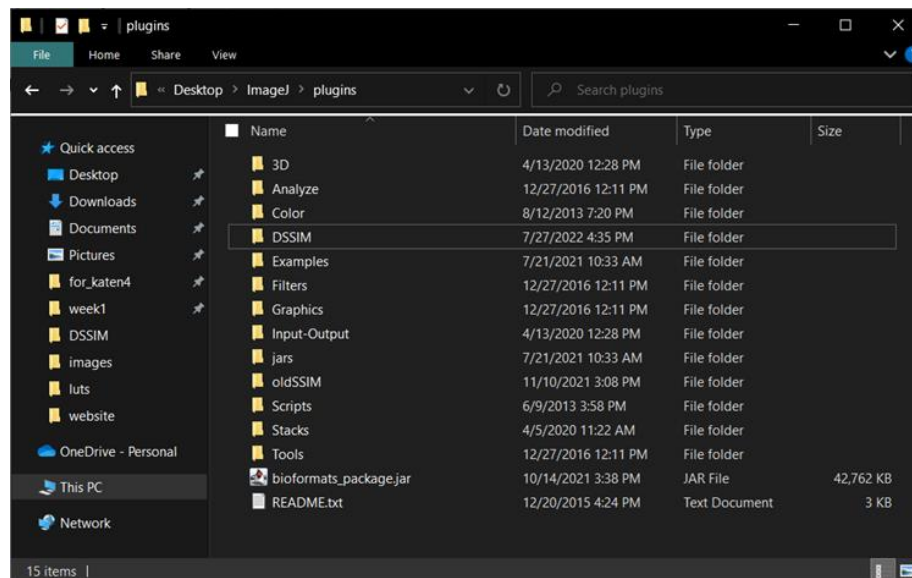 plugins
File Home Share View
« Desktop > ImageJ > plugins Search plugins
Name Date modified Type Size
Quick access
Desktop
Downloads
Documents
Pictures
for_katen4
week1
DSSIM
images
luts
website
OneDrive - Personal
This PC
Network
3D 4/13/2020 12:28 PM File folder
Analyze 12/27/2016 12:11 PM File folder
Color 8/12/2013 7:20 PM File folder
DSSIM 7/27/2022 4:35 PM File folder
Examples 7/21/2021 10:33 AM File folder
Filters 12/27/2016 12:11 PM File folder
Graphics 12/27/2016 12:11 PM File folder
Input-Output 4/13/2020 12:28 PM File folder
jars 7/21/2021 10:33 AM File folder
oldSSIM 11/10/2021 3:08 PM File folder
Scripts 6/9/2013 3:58 PM File folder
Stacks 4/5/2020 11:22 AM File folder
Tools 12/27/2016 12:11 PM File folder
bioformats_package.jar 10/14/2021 3:38 PM JAR File 42,762 KB
README.txt 12/20/2015 4:24 PM Text Document 3 KB
15 items